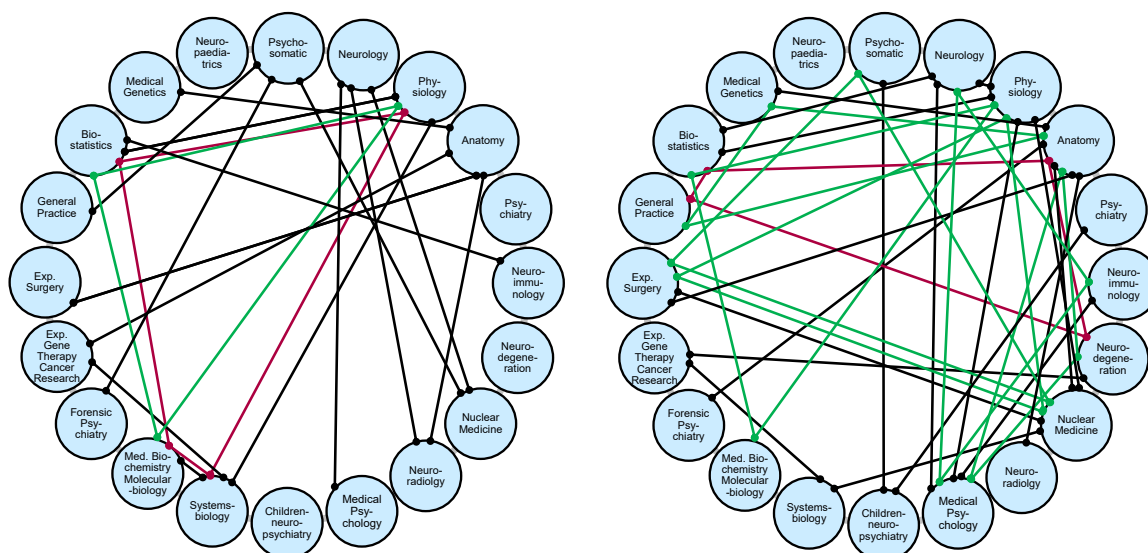 Psycho-
somatic
Neurology
Phy-
siology
Anatomy
Psy-
chiatry
Neuro-
immu-
nology
Neuro-
degene-
ration
Nuclear
Medicine
Neuro-
radiolgy
Medical
Psy-
chology
Children-
neuro-
psychiatry
Systems-
biology
Med. Bio-
chemistry
Molecular
-biology
Forensic
Psy-
chiatry
Exp.
Gene
Therapy
Cancer
Research
Exp.
Surgery
General
Practice
Bio-
statistics
Medical
Genetics
Neuro-
paedia-
trics
Psycho-
somatic
Neurology
Phy-
siology
Anatomy
Psy-
chiatry
Neuro-
immu-
nology
Neuro-
degene-
ration
Nuclear
Medicine
Neuro-
radiolgy
Medical
Psy-
chology
Children-
neuro-
psychiatry
Systems-
biology
Med. Bio-
chemistry
Molecular
-biology
Forensic
Psy-
chiatry
Exp.
Gene
Therapy
Cancer
Research
Exp.
Surgery
General
Practice
Bio-
statistics
Medical
Genetics
Neuro-
paedia-
trics